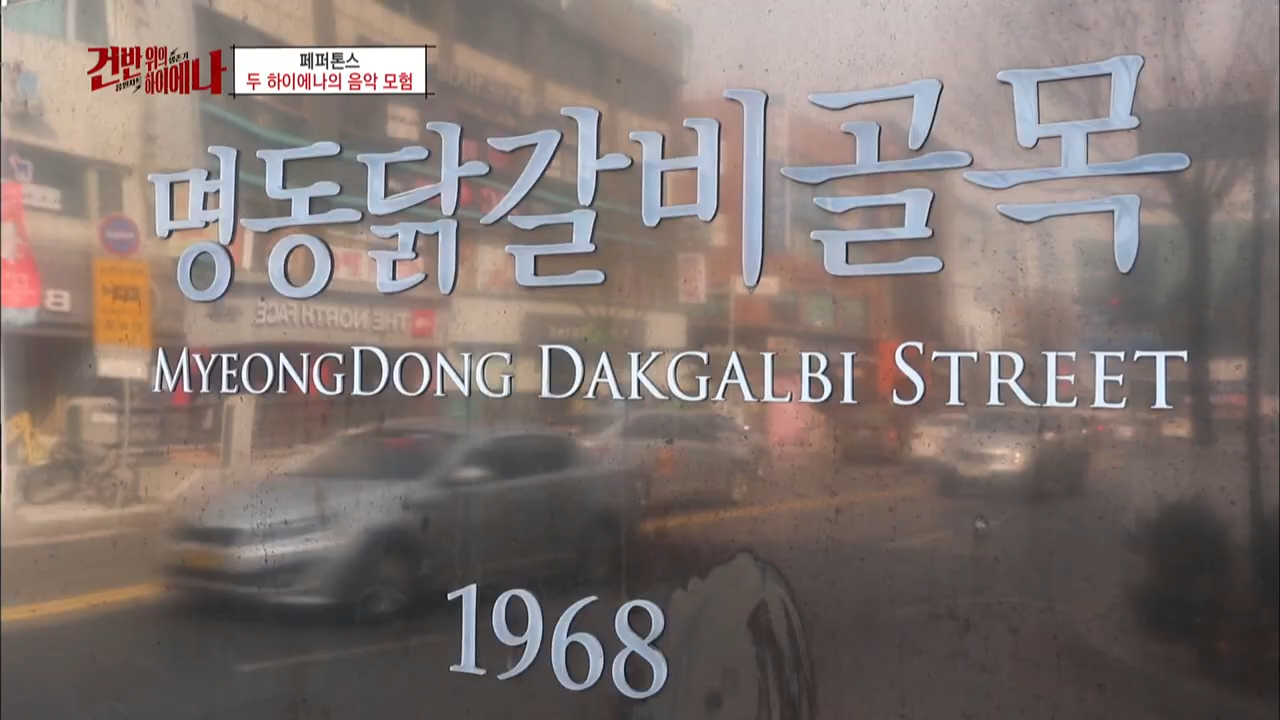 건반 위의 하이에나
페퍼톤스
두 하이에나의 음악 모험
명동닭갈비골목
THE NORTH FACE
MYEONGDONG DAKGALBI STREET
1968